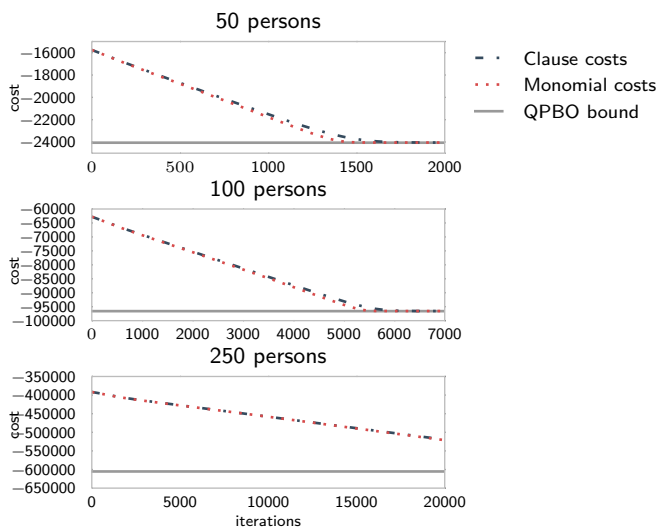 50 persons
−16000
−18000
−20000
−22000
−24000
cost
0 500 1000 1500 2000
Clause costs
Monomial costs
QPBO bound
100 persons
−60000
−65000
−70000
−75000
−80000
−85000
−90000
−95000
−100000
cost
0 1000 2000 3000 4000 5000 6000 7000
250 persons
−350000
−400000
−450000
−500000
−550000
−600000
−650000
cost
0 5000 10000 15000 20000
iterations